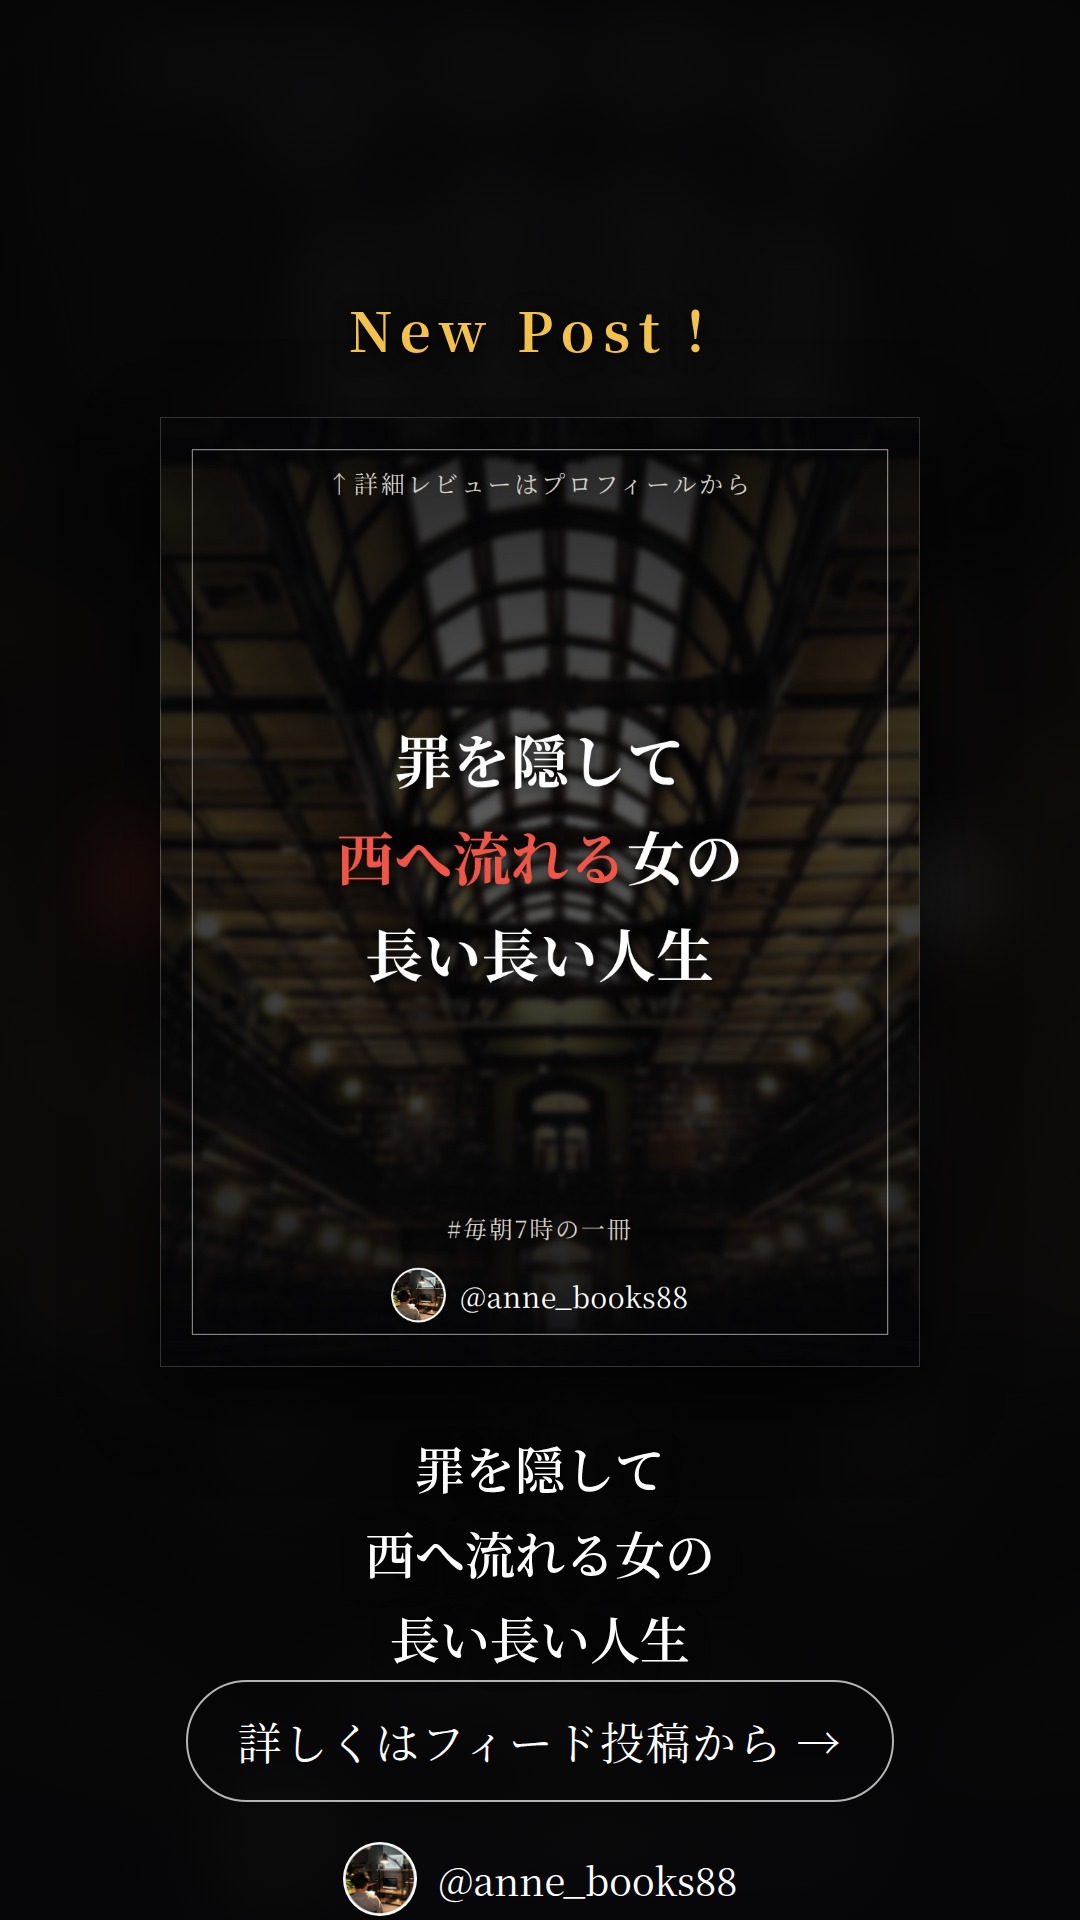 New Post !
↑詳細レビューはプロフィールから
罪を隠して
西へ流れる女の
長い長い人生
#毎朝7時の一冊
@anne_books88
罪を隠して
西へ流れる女の
長い長い人生
詳しくはフィード投稿から →
@anne_books88